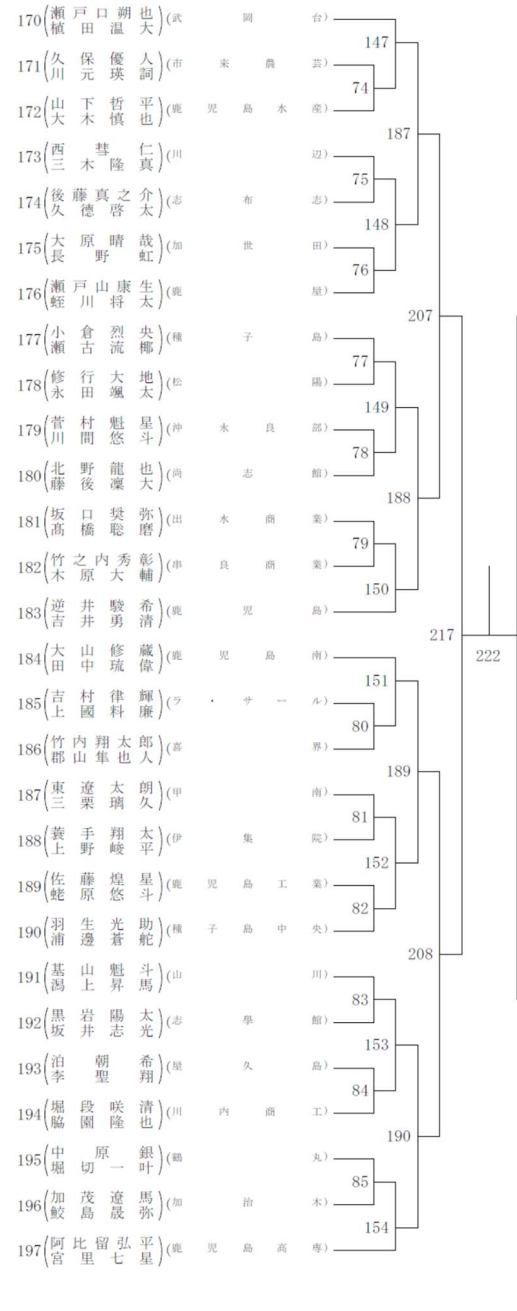 170 瀬戸口朔也 (武岡台)
植田温大
147
171 久保優人 (市来農芸)
川元瑛詞
74
172 山下哲平 (鹿児島水産)
大木慎也
187
173 西彗仁 (川辺)
三木隆真
75
174 後藤真之介 (志布志)
久徳啓太
148
175 大原晴哉 (加世田)
長野虹
76
176 瀬戸山康生 (鹿屋)
蛭川将太
207
177 小倉烈央 (種子島)
瀬古流椰
77
178 修行大地 (松陽)
永田颯太
149
179 菅村魁星 (沖永良部)
川間悠斗
78
180 北野龍也 (尚志館)
藤後凜大
188
181 坂口奨弥 (出水商業)
髙橋聡磨
79
182 竹之内秀彰 (串良商業)
木原大輔
150
183 逆井駿希 (鹿児島)
吉井勇清
217
222
184 大山修蔵 (鹿児島南)
田中琉偉
151
185 吉村律輝 (ラ・サール)
上國料廉
80
186 竹内翔太郎 (喜界)
郡山隼也人
189
187 東遼太朗 (甲南)
三栗璃久
81
188 蓑手翔太 (伊集院)
上野峻平
152
189 佐藤煌星 (鹿児島工業)
蛯原悠斗
82
190 羽生光助 (種子島中央)
浦邊蒼舵
208
191 基山魁斗 (山川)
潟上昇馬
83
192 黒岩陽太 (志學館)
坂井志光
153
193 泊朝希 (屋久島)
李聖翔
84
194 堀段咲清 (川内商工)
脇園隆也
190
195 中原銀 (鶴丸)
堀切一叶
85
196 加茂遼馬 (加治木)
鮫島晟弥
154
197 阿比留弘平 (鹿児島高専)
宮里七星